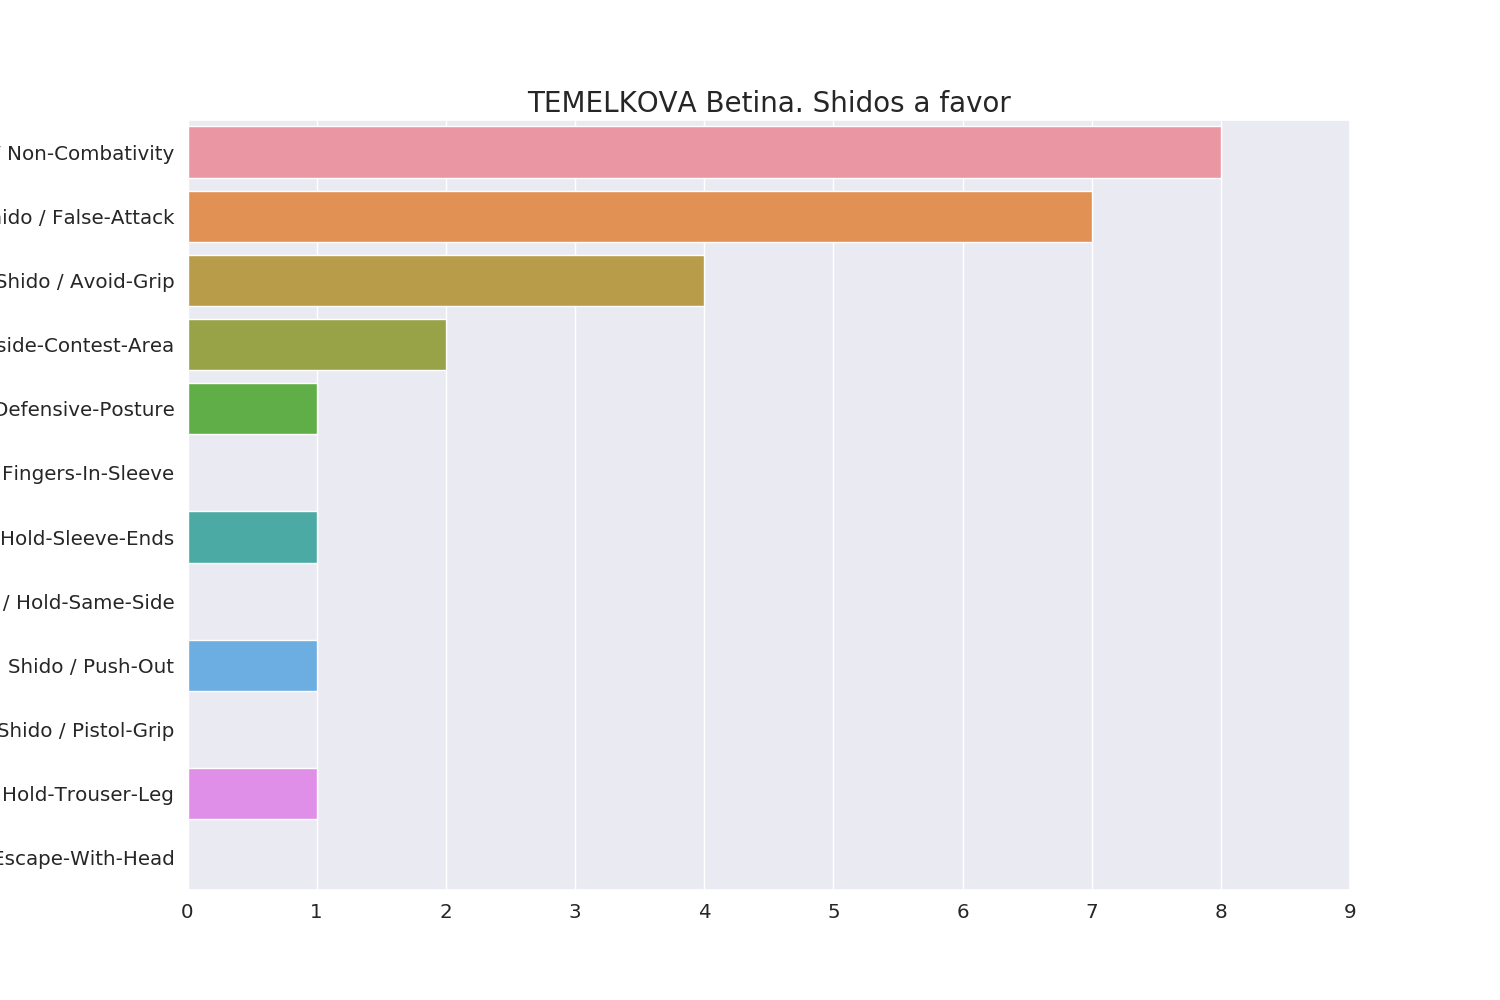 TEMELKOVA Betina. Shidos a favor
Non-Combativity
/ False-Attack
Shido / Avoid-Grip
Contest-Area
Defensive-Posture
Fingers-In-Sleeve
Hold-Sleeve-Ends
/ Hold-Same-Side
Shido / Push-Out
Shido / Pistol-Grip
Hold-Trouser-Leg
Escape-With-Head
0 1 2 3 4 5 6 7 8 9